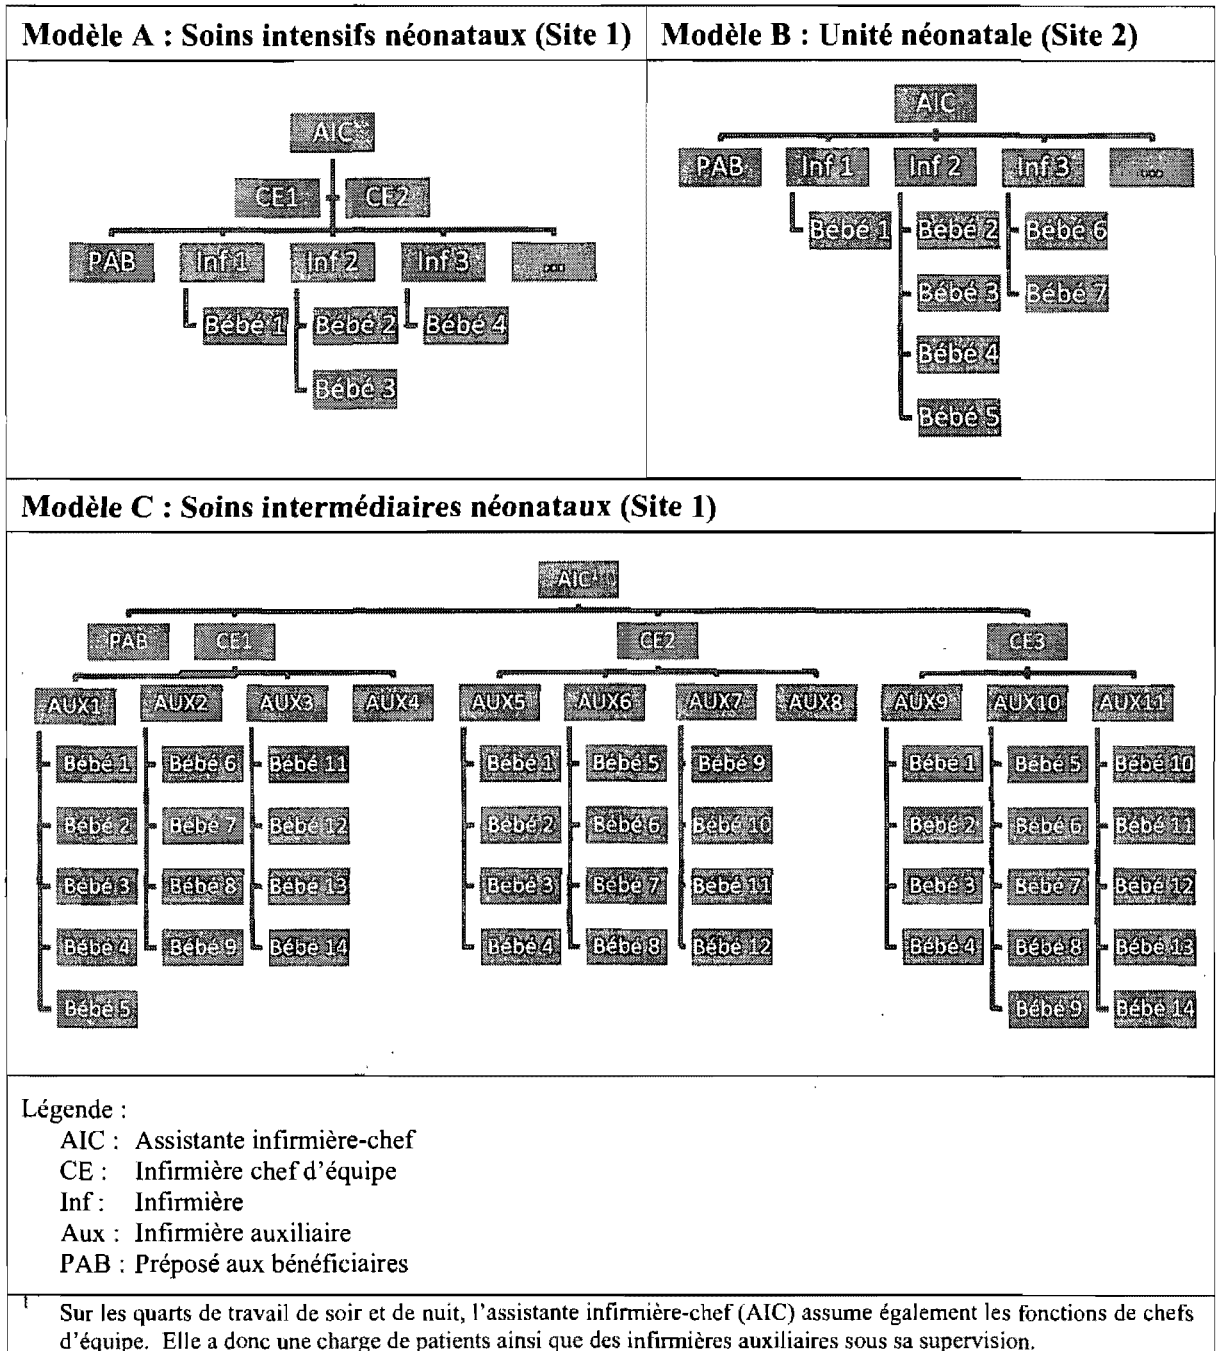 Modèle A : Soins intensifs néonataux (Site 1)
Modèle B : Unité néonatale (Site 2)
AIC
CE1 CE2
PAB Inf 1 Inf 2 Inf 3
Bébé 1 Bébé 2 Bébé 4
Bébé 3
AIC
PAB Inf 1 Inf 2 Inf 3 ....
Bébé 1 Bébé 2 Bébé 6
Bébé 3 Bébé 7
Bébé 4
Bébé 5
Modèle C : Soins intermédiaires néonataux (Site 1)
AIC
PAB CE1 CE2 CE3
AUX1 AUX2 AUX3 AUX4 AUX5 AUX6 AUX7 AUX8 AUX9 AUX10 AUX11
Bébé 1 Bébé 6 Bébé 11 Bébé 1 Bébé 5 Bébé 9 Bébé 1 Bébé 5 Bébé 10
Bébé 2 Bébé 7 Bébé 12 Bébé 2 Bébé 6 Bébé 10 Bébé 2 Bébé 6 Bébé 11
Bébé 3 Bébé 8 Bébé 13 Bébé 3 Bébé 7 Bébé 11 Bébé 3 Bébé 7 Bébé 12
Bébé 4 Bébé 9 Bébé 14 Bébé 4 Bébé 8 Bébé 12 Bébé 4 Bébé 8 Bébé 13
Bébé 5 Bébé 9 Bébé 14
Légende :
AIC : Assistante infirmière-chef
CE : Infirmière chef d'équipe
Inf : Infirmière
Aux : Infirmière auxiliaire
PAB : Préposé aux bénéficiaires
Sur les quarts de travail de soir et de nuit, l'assistante infirmière-chef (AIC) assume également les fonctions de chefs
d'équipe. Elle a donc une charge de patients ainsi que des infirmières auxiliaires sous sa supervision.